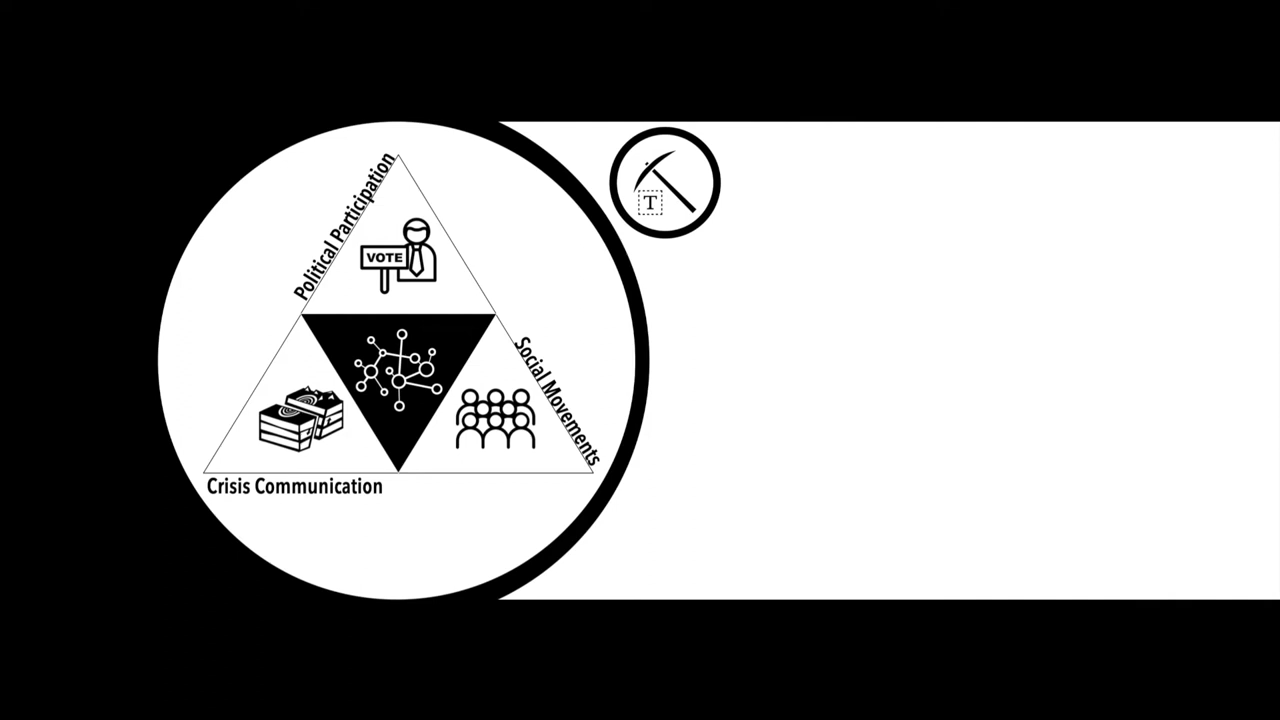 Political Participation
VOTE
T
Social Movements
Crisis Communication